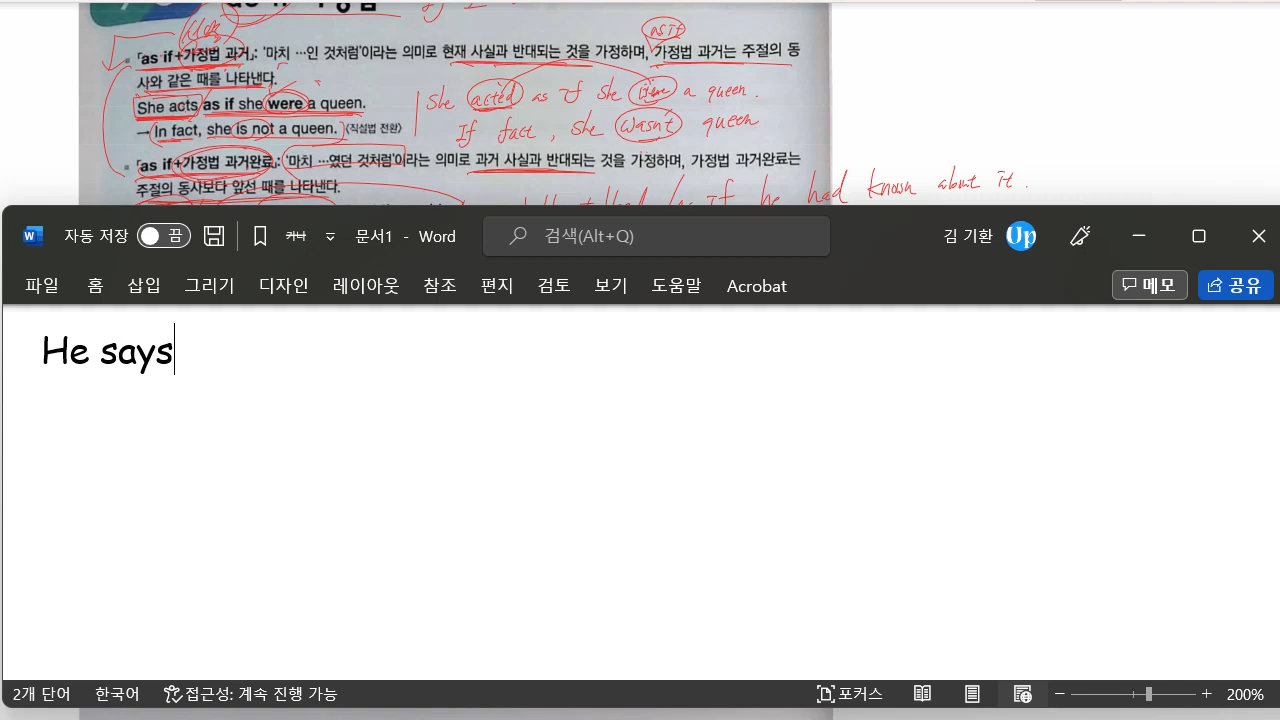 as if
•「as if+가정법 과거」: '마치 …인 것처럼'이라는 의미로 현재 사실과 반대되는 것을 가정하며, 가정법 과거는 주절의 동
사와 같은 때를 나타낸다.
She acts as if she were a queen.
→ In fact, she is not a queen. 〈직설법 전환〉
She acted as if she were a queen.
If fact, she wasn't queen
•「as if+가정법 과거완료」: '마치 …였던 것처럼'이라는 의미로 과거 사실과 반대되는 것을 가정하며, 가정법 과거완료는
주절의 동사보다 앞선 때를 나타낸다.
as if he had known about it.
자동 저장 끔 가나 문서1 - Word 검색(Alt+Q) 김 기환 Up
파일 홈 삽입 그리기 디자인 레이아웃 참조 편지 검토 보기 도움말 Acrobat 메모 공유
He says
2개 단어 한국어 접근성: 계속 진행 가능 포커스 200%